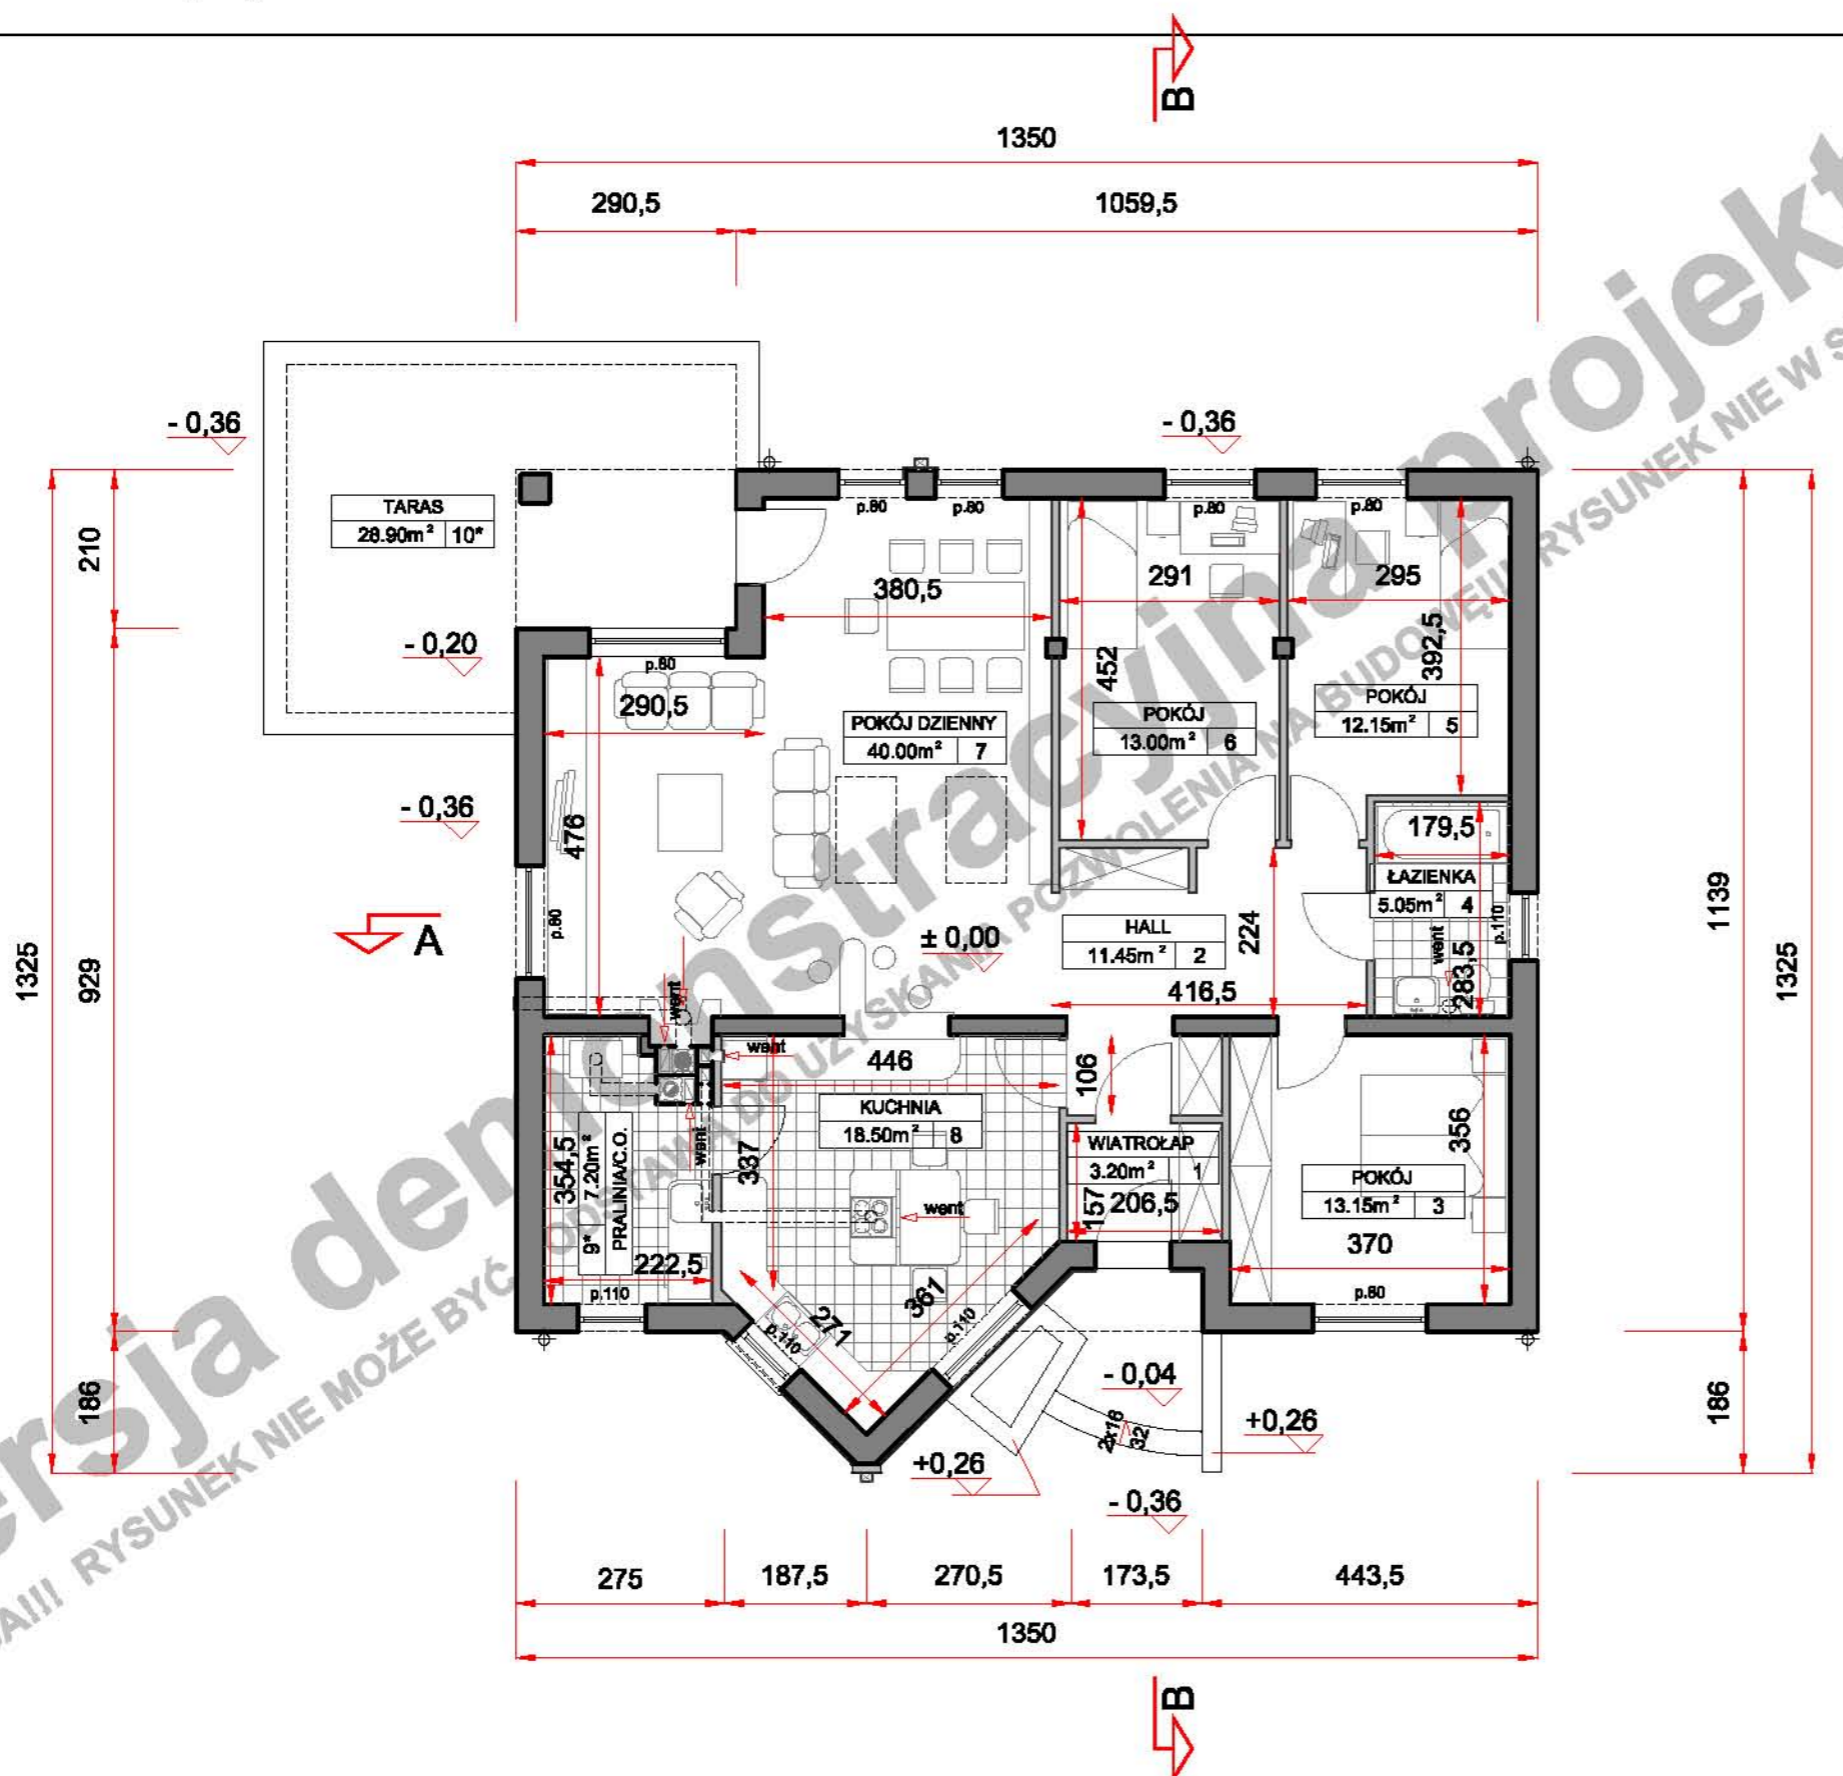 B
1350
290,5 1059,5
- 0,36
- 0,36
TARAS
28.90m² 10*
- 0,20
- 0,36
210
929
186
1325
1139
186
1325
p.80
p.80
p.80
p.80
p.80
p.80
380,5
291
295
452
392,5
290,5
476
POKÓJ DZIENNY
40.00m² 7
POKÓJ
13.00m² 6
POKÓJ
12.15m² 5
179,5
ŁAZIENKA
5.05m² 4
p.110
went
283,5
HALL
11.45m² 2
224
416,5
± 0,00
A
went
went
446
KUCHNIA
18.50m² 8
106
337
went
354,5
9* 7.20m²
PRALINIA/C.O.
222,5
p.110
went
WIATROŁAP
3.20m² 1
157
206,5
POKÓJ
13.15m² 3
356
370
p.80
271
361
p.110
p.110
- 0,04
2x16
32
+0,26
+0,26
- 0,36
275 187,5 270,5 173,5 443,5
1350
B
ersja demonstracyjna projekt
RYSUNEK NIE MOŻE BYĆ ODSTAWĄ DO UZYSKANIA POZWOLENIA NA BUDOWĘ!!! RYSUNEK NIE W S